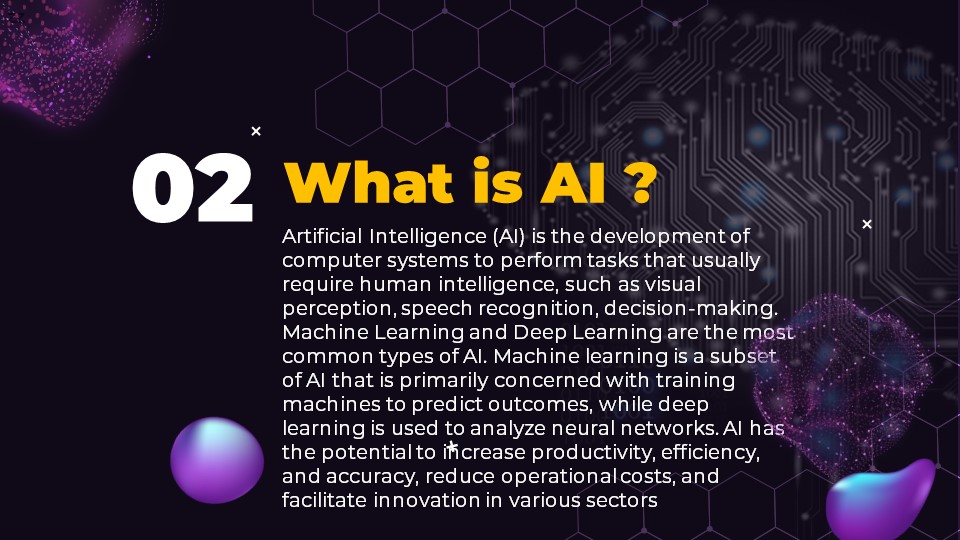 02
What is AI ?
Artificial Intelligence (AI) is the development of
computer systems to perform tasks that usually
require human intelligence, such as visual
perception, speech recognition, decision-making.
Machine Learning and Deep Learning are the most
common types of AI. Machine learning is a subset
of AI that is primarily concerned with training
machines to predict outcomes, while deep
learning is used to analyze neural networks. AI has
the potential to increase productivity, efficiency,
and accuracy, reduce operational costs, and
facilitate innovation in various sectors